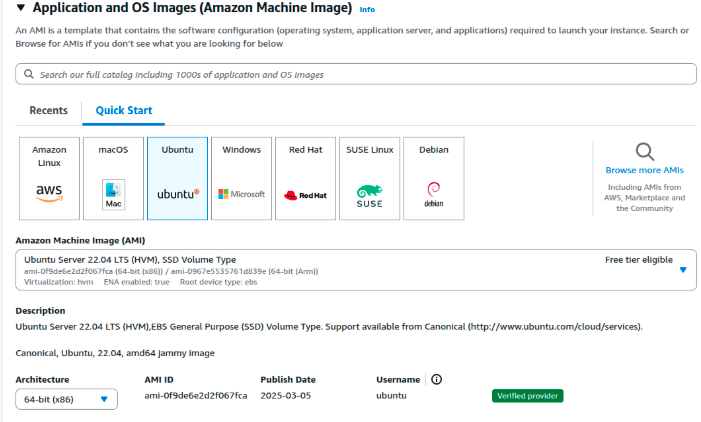 ▼ Application and OS Images (Amazon Machine Image) Info
An AMI is a template that contains the software configuration (operating system, application server, and applications) required to launch your instance. Search or
Browse for AMIs if you don't see what you are looking for below
Search our full catalog including 1000s of application and OS images
Recents Quick Start
Amazon Linux
aws
macOS
Mac
Ubuntu
ubuntu
Windows
Microsoft
Red Hat
Red Hat
SUSE Linux
SUSE
Debian
debian
Browse more AMIs
Including AMIs from
AWS, Marketplace and
the Community
Amazon Machine Image (AMI)
Ubuntu Server 22.04 LTS (HVM), SSD Volume Type Free tier eligible
ami-0f9de6e2d2f067fca (64-bit (x86)) / ami-0967e5535761d839e (64-bit (Arm))
Virtualization: hvm ENA enabled: true Root device type: ebs
Description
Ubuntu Server 22.04 LTS (HVM),EBS General Purpose (SSD) Volume Type. Support available from Canonical (http://www.ubuntu.com/cloud/services).
Canonical, Ubuntu, 22.04, amd64 jammy image
Architecture AMI ID Publish Date Username
64-bit (x86) ami-0f9de6e2d2f067fca 2025-03-05 ubuntu Verified provider